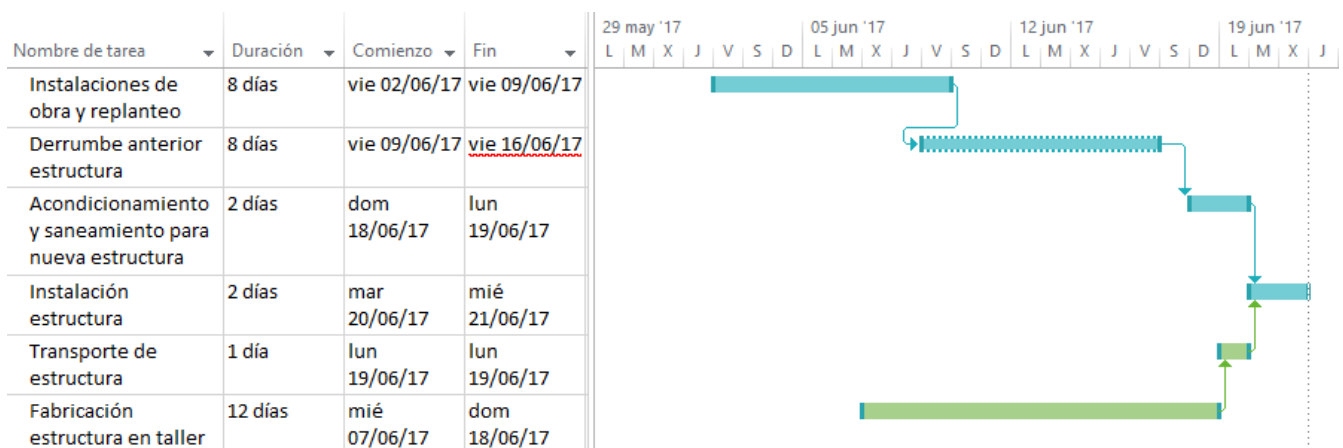 29 may '17 05 jun '17 12 jun '17 19 jun '17
Nombre de tarea Duración Comienzo Fin L M X J V S D L M X J V S D L M X J V S D L M X J
Instalaciones de 8 días vie 02/06/17 vie 09/06/17
obra y replanteo
Derrumbe anterior 8 días vie 09/06/17 vie 16/06/17
estructura
Acondicionamiento 2 días dom lun
y saneamiento para 18/06/17 19/06/17
nueva estructura
Instalación 2 días mar mié
estructura 20/06/17 21/06/17
Transporte de 1 día lun lun
estructura 19/06/17 19/06/17
Fabricación 12 días mié dom
estructura en taller 07/06/17 18/06/17